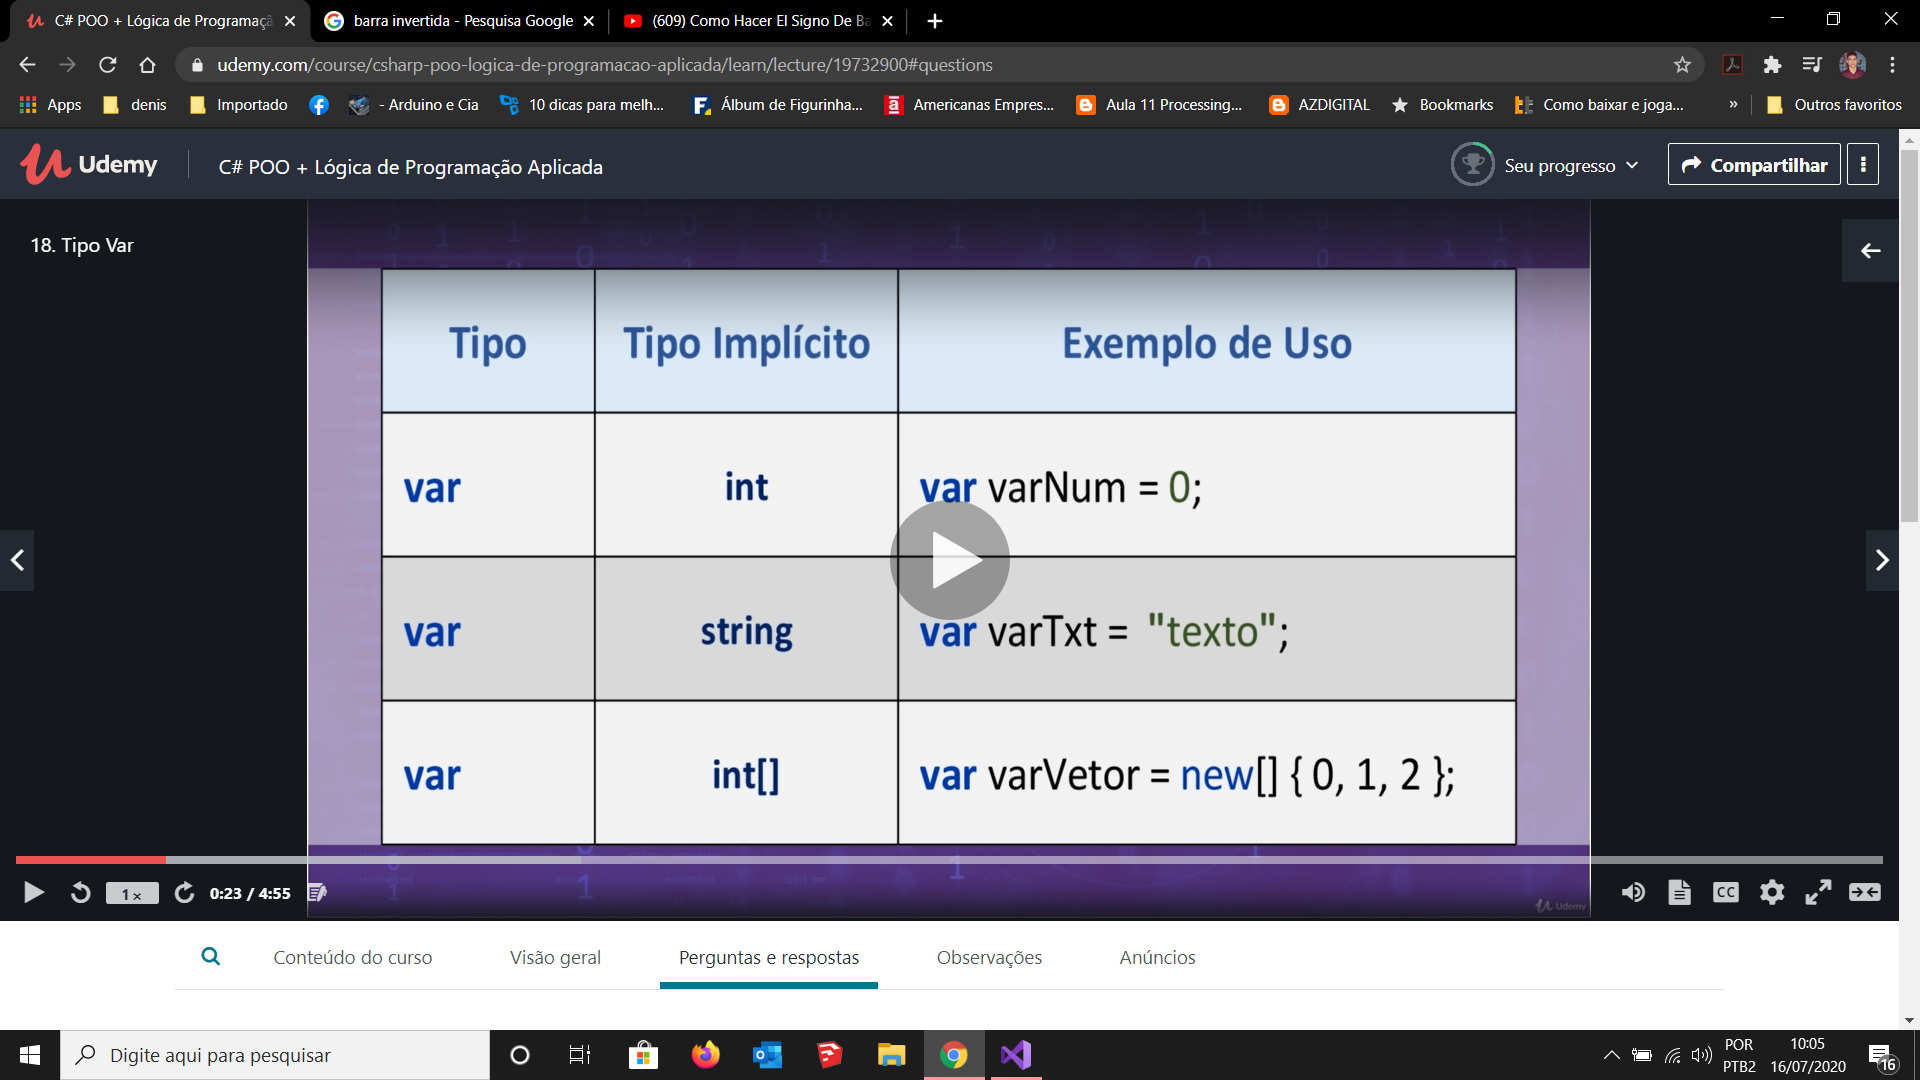 C# POO + Lógica de Programaçã
barra invertida - Pesquisa Google
(609) Como Hacer El Signo De Ba
udemy.com/course/csharp-poo-logica-de-programacao-aplicada/learn/lecture/19732900#questions
Apps
denis
Importado
- Arduino e Cia
10 dicas para melh...
Álbum de Figurinha...
Americanas Empres...
Aula 11 Processing...
AZDIGITAL
Bookmarks
Como baixar e joga...
»
Outros favoritos
Udemy
C# POO + Lógica de Programação Aplicada
Seu progresso
Compartilhar
18. Tipo Var
Tipo
Tipo Implícito
Exemplo de Uso
var
int
var varNum = 0;
var
string
var varTxt = "texto";
var
int[]
var varVetor = new[] { 0, 1, 2 };
1x
0:23 / 4:55
CC
Udemy
Conteúdo do curso
Visão geral
Perguntas e respostas
Observações
Anúncios
Digite aqui para pesquisar
POR
PTB2
10:05
16/07/2020
16